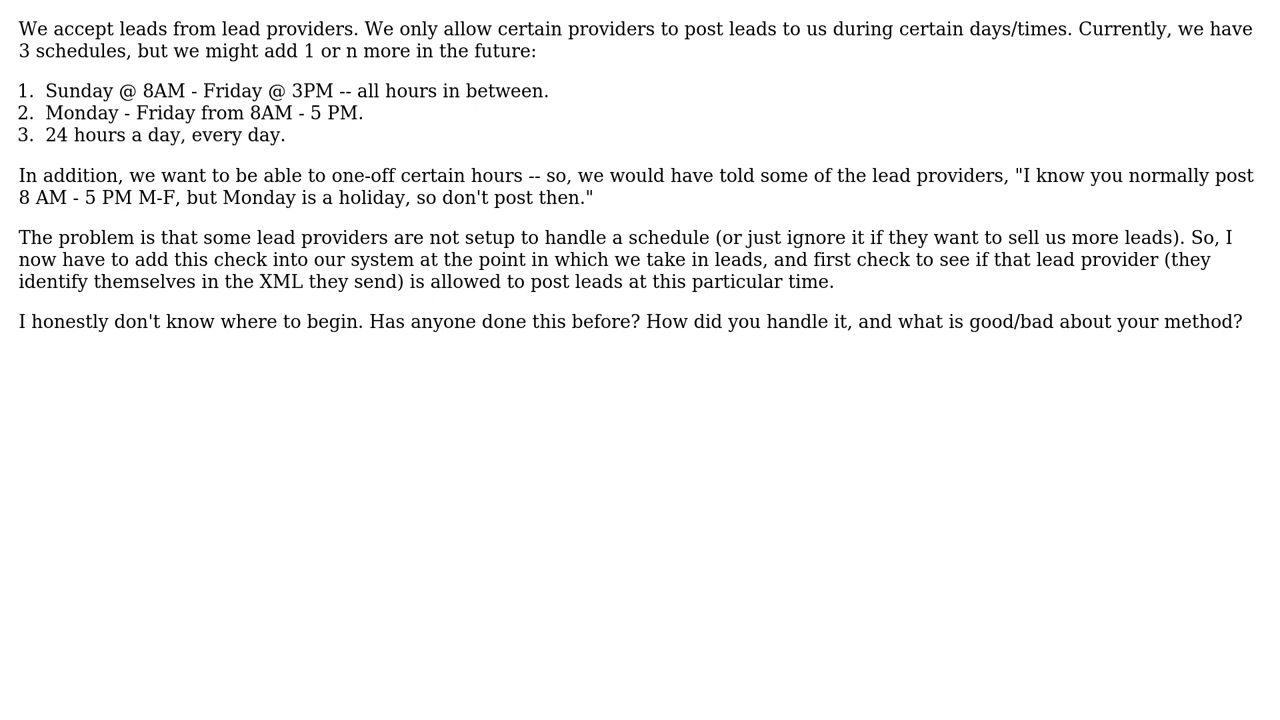 We accept leads from lead providers. We only allow certain providers to post leads to us during certain days/times. Currently, we have
3 schedules, but we might add 1 or n more in the future:
1. Sunday @ 8AM - Friday @ 3PM -- all hours in between.
2. Monday - Friday from 8AM - 5 PM.
3. 24 hours a day, every day.
In addition, we want to be able to one-off certain hours -- so, we would have told some of the lead providers, "I know you normally post
8 AM - 5 PM M-F, but Monday is a holiday, so don't post then."
The problem is that some lead providers are not setup to handle a schedule (or just ignore it if they want to sell us more leads). So, I
now have to add this check into our system at the point in which we take in leads, and first check to see if that lead provider (they
identify themselves in the XML they send) is allowed to post leads at this particular time.
I honestly don't know where to begin. Has anyone done this before? How did you handle it, and what is good/bad about your method?